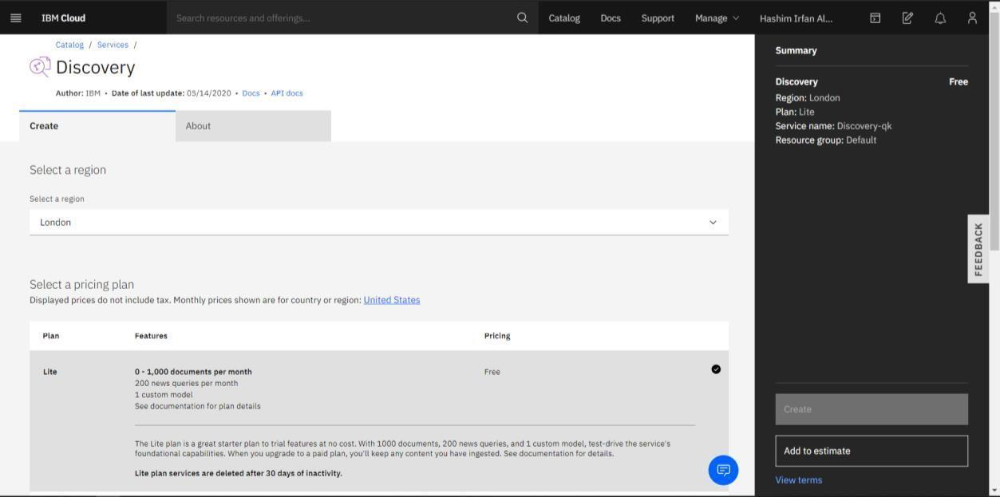 IBM Cloud
Search resources and offerings...
Catalog
Docs
Support
Manage
Hashim Irfan Al...
Catalog / Services /
Discovery
Author: IBM • Date of last update: 05/14/2020 • Docs • API docs
Create
About
Select a region
Select a region
London
Select a pricing plan
Displayed prices do not include tax. Monthly prices shown are for country or region: United States
Plan Features Pricing
Lite 0 - 1,000 documents per month Free
200 news queries per month
1 custom model
See documentation for plan details
The Lite plan is a great starter plan to trial features at no cost. With 1000 documents, 200 news queries, and 1 custom model, test-drive the service's
foundational capabilities. When you upgrade to a paid plan, you'll keep any content you have ingested. See documentation for details.
Lite plan services are deleted after 30 days of inactivity.
Summary
Discovery Free
Region: London
Plan: Lite
Service name: Discovery-qk
Resource group: Default
FEEDBACK
Create
Add to estimate
View terms